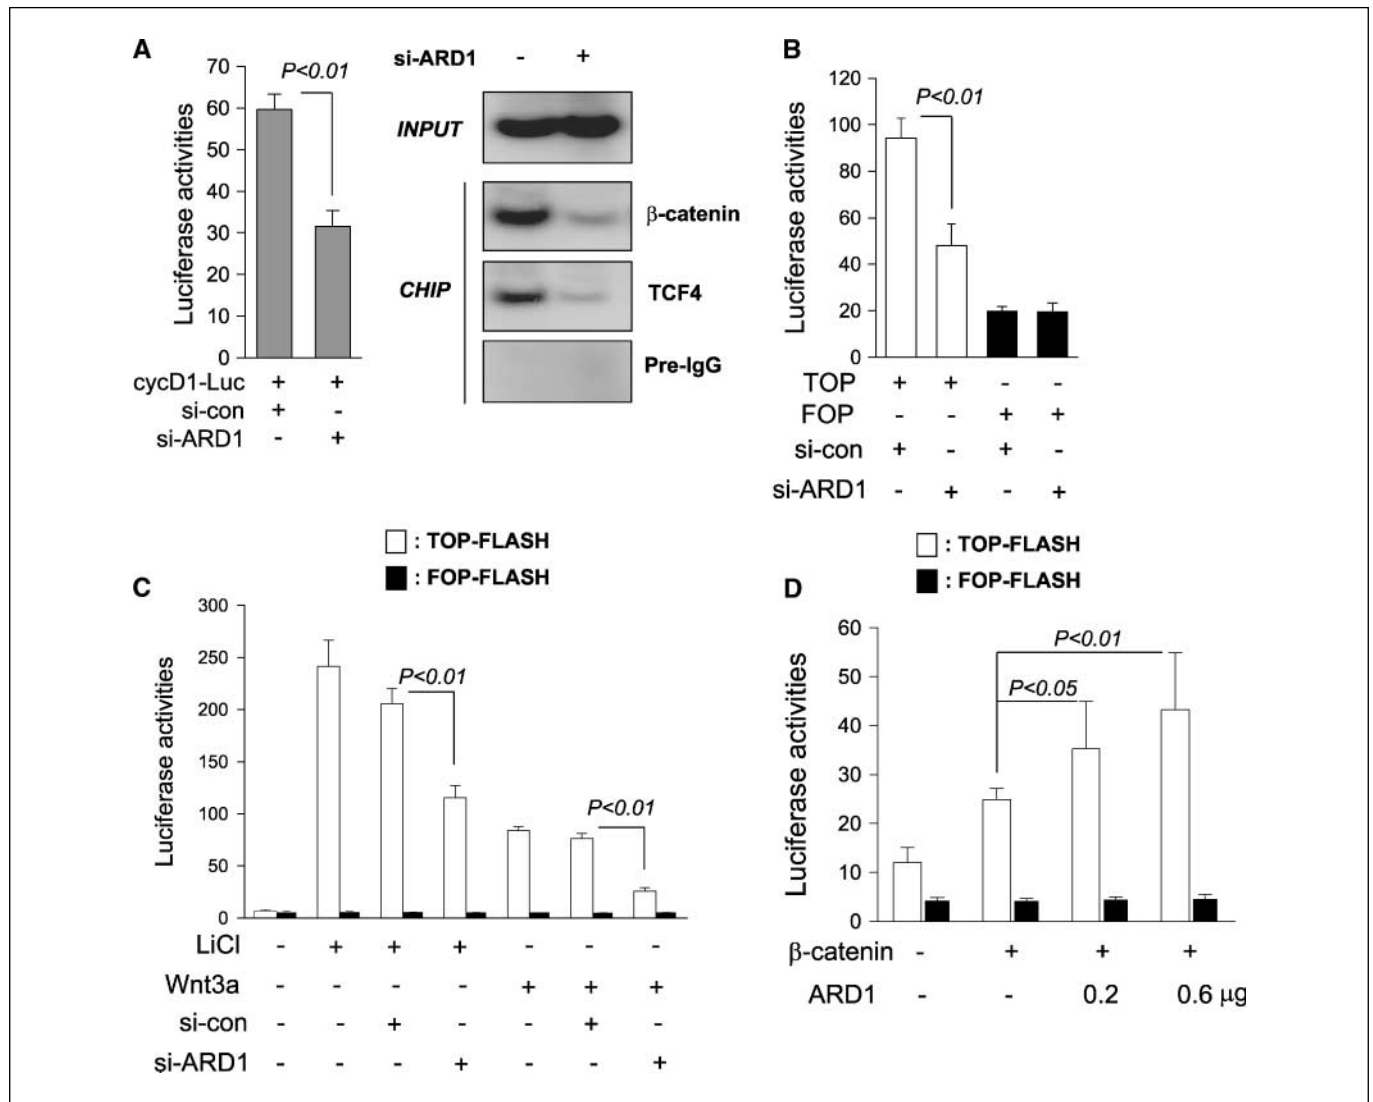 A
P<0.01
Luciferase activities
70
60
50
40
30
20
10
0
cycD1-Luc + +
si-con + -
si-ARD1 - +
si-ARD1 - +
INPUT
CHIP
β-catenin
TCF4
Pre-IgG
B
P<0.01
Luciferase activities
120
100
80
60
40
20
0
TOP + + - -
FOP - - + +
si-con + - + -
si-ARD1 - + - +
C
: TOP-FLASH
: FOP-FLASH
P<0.01
P<0.01
Luciferase activities
300
250
200
150
100
50
0
LiCl - + + + - - -
Wnt3a - - - - + + +
si-con - - + - - + -
si-ARD1 - - - + - - +
D
: TOP-FLASH
: FOP-FLASH
P<0.01
P<0.05
Luciferase activities
60
50
40
30
20
10
0
β-catenin - + + +
ARD1 - - 0.2 0.6 μg